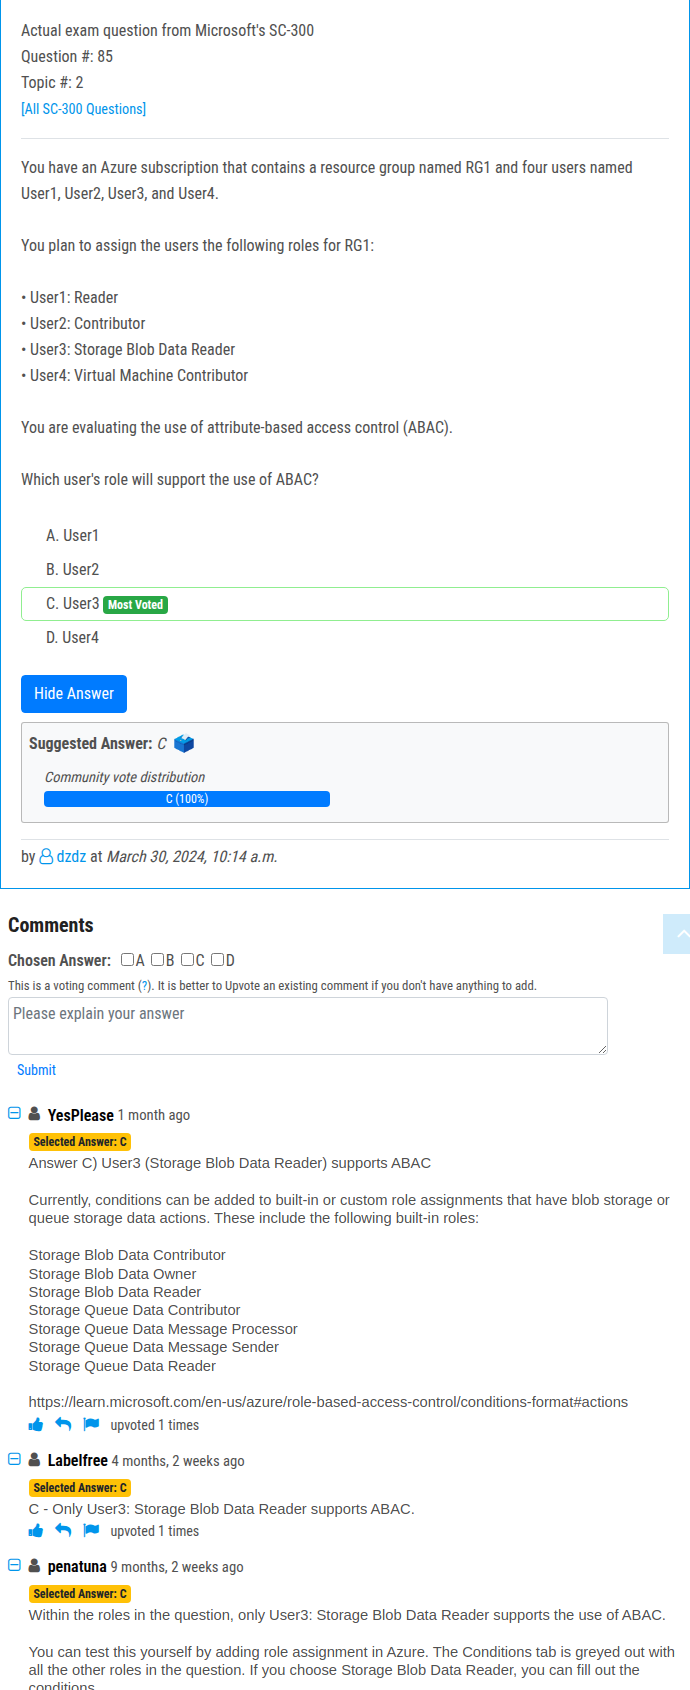 Actual exam question from Microsoft's SC-300
Question #: 85
Topic #: 2
[All SC-300 Questions]
You have an Azure subscription that contains a resource group named RG1 and four users named
User1, User2, User3, and User4.
You plan to assign the users the following roles for RG1:
• User1: Reader
• User2: Contributor
• User3: Storage Blob Data Reader
• User4: Virtual Machine Contributor
You are evaluating the use of attribute-based access control (ABAC).
Which user's role will support the use of ABAC?
A. User1
B. User2
C. User3 Most Voted
D. User4
Hide Answer
Suggested Answer: C
Community vote distribution
C (100%)
by dzdz at March 30, 2024, 10:14 a.m.
Comments
Chosen Answer: A B C D
This is a voting comment (?). It is better to Upvote an existing comment if you don't have anything to add.
Please explain your answer
Submit
YesPlease 1 month ago
Selected Answer: C
Answer C) User3 (Storage Blob Data Reader) supports ABAC
Currently, conditions can be added to built-in or custom role assignments that have blob storage or
queue storage data actions. These include the following built-in roles:
Storage Blob Data Contributor
Storage Blob Data Owner
Storage Blob Data Reader
Storage Queue Data Contributor
Storage Queue Data Message Processor
Storage Queue Data Message Sender
Storage Queue Data Reader
https://learn.microsoft.com/en-us/azure/role-based-access-control/conditions-format#actions
upvoted 1 times
Labelfree 4 months, 2 weeks ago
Selected Answer: C
C - Only User3: Storage Blob Data Reader supports ABAC.
upvoted 1 times
penatuna 9 months, 2 weeks ago
Selected Answer: C
Within the roles in the question, only User3: Storage Blob Data Reader supports the use of ABAC.
You can test this yourself by adding role assignment in Azure. The Conditions tab is greyed out with
all the other roles in the question. If you choose Storage Blob Data Reader, you can fill out the
conditions.